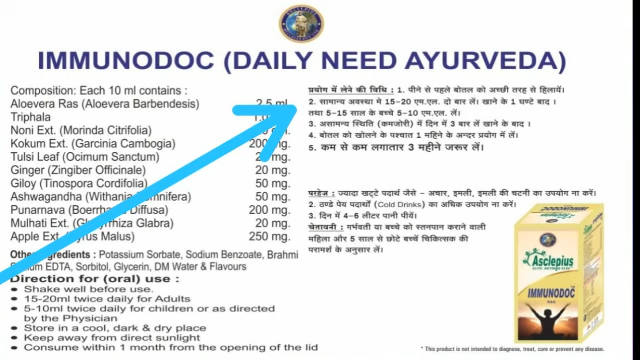 IMMUNODOC (DAILY NEED AYURVEDA)
Composition: Each 10 ml contains :
Aloevera Ras (Aloevera Barbendesis) 2.5 ml
Triphala
Noni Ext. (Morinda Citrifolia)
Kokum Ext. (Garcinia Cambogia) mg.
Tulsi Leaf (Ocimum Sanctum) mg.
Ginger (Zingiber Officinale) 20 mg.
Giloy (Tinospora Cordifolia) 50 mg.
Ashwagandha 50 mg.
Punarnava Diffusa) 200 mg.
Mulhati Ext. Glabra) 20 mg.
Apple Ext. Malus) 250 mg.
Other Ingredients : Potassium Sorbate, Sodium Benzoate, Brahmi
EDTA, Sorbitol, Glycerin, DM Water & Flavours
Direction for (oral) use :
• Shake well before use.
• 15-20ml twice daily for Adults
• 5-10ml twice daily for children or as directed
by the Physician
• Store in a cool, dark & dry place
• Keep away from direct sunlight
• Consume within 1 month from the opening of the lid
प्रयोग में लेने की विधि : 1. पीने से पहले बोतल को अच्छी तरह से हिलायें।
2. सामान्य अवस्था में 15-20 एम.एल. दो बार लें। खाने के 1 घण्टे बाद ।
तथा 5-15 साल के बच्चे 5-10 एम.एल. लें।
3. असामान्य स्थिति (कमजोरी) में दिन में 3 बार लें खाने के बाद ।
4. बोतल को खोलने के पश्चात 1 महिने के अन्दर प्रयोग में लें।
5. कम से कम लगातार 3 महीने जरूर लें।
परहेज : ज्यादा खट्टे पदार्थ जैसे - अचार, इमली, इमली की चटनी का उपयोग ना करें।
2. ठण्डे पेय पदार्थों (Cold Drinks) का अधिक उपयोग ना करें।
3. दिन में 4-6 लीटर पानी पीयें।
चेतावनी : गर्भवती या बच्चे को स्तनपान कराने वाली
महिला और 5 साल से छोटे बच्चें चिकित्सक की
परामर्श के अनुसार लें।
Asclepius
IMMUNODOC
* This product is not intended to diagnose, treat, cure or prevent any disease.